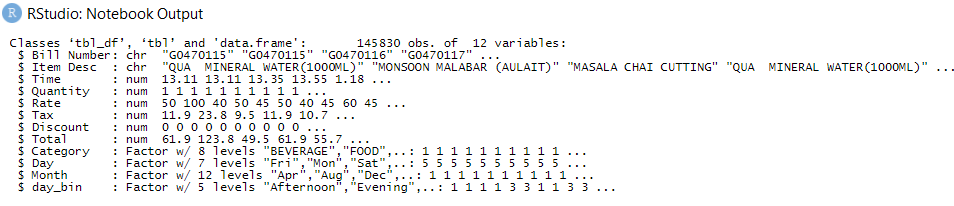 R RStudio: Notebook Output
Classes ‘tbl_df’, ‘tbl’ and 'data.frame':	145830 obs. of  12 variables:
 $ Bill Number: chr  "G0470115" "G0470115" "G0470116" "G0470117" ...
 $ Item Desc  : chr  "QUA  MINERAL WATER(1000ML)" "MONSOON MALABAR (AULAIT)" "MASALA CHAI CUTTING" "QUA  MINERAL WATER(1000ML)" ...
 $ Time       : num  13.11 13.11 13.35 13.55 1.18 ...
 $ Quantity   : num  1 1 1 1 1 1 1 1 1 1 ...
 $ Rate       : num  50 100 40 50 45 50 40 45 60 45 ...
 $ Tax        : num  11.9 23.8 9.5 11.9 10.7 ...
 $ Discount   : num  0 0 0 0 0 0 0 0 0 0 ...
 $ Total      : num  61.9 123.8 49.5 61.9 55.7 ...
 $ Category   : Factor w/ 8 levels "BEVERAGE","FOOD",..: 1 1 1 1 1 1 1 1 1 1 ...
 $ Day        : Factor w/ 7 levels "Fri","Mon","Sat",..: 5 5 5 5 5 5 5 5 5 5 ...
 $ Month      : Factor w/ 12 levels "Apr","Aug","Dec",..: 1 1 1 1 1 1 1 1 1 1 ...
 $ day_bin    : Factor w/ 5 levels "Afternoon","Evening",..: 1 1 1 1 3 3 1 1 3 3 ...